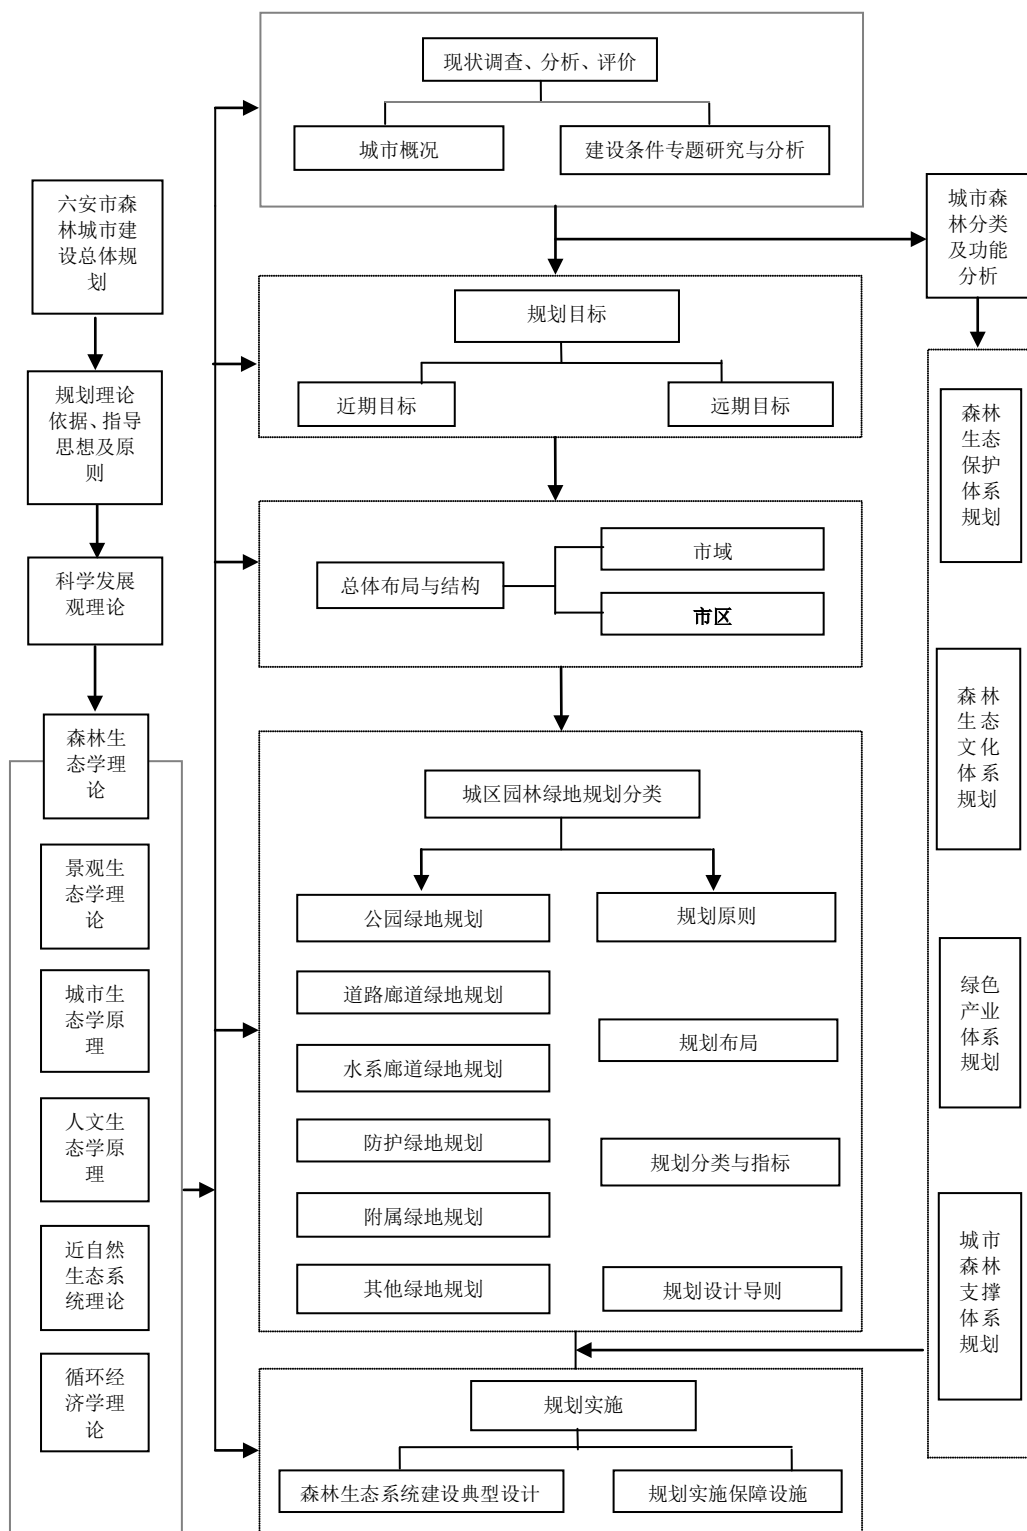 六安市森
林城市建
设总体规
划
规划理论
依据、指导
思想及原
则
科学发展
观理论
森林生
态学理
论
景观生
态学理
论
城市生
态学原
理
人文生
态学原
理
近自然
生态系
统理论
循环经
济学理
论
现状调查、分析、评价
城市概况
建设条件专题研究与分析
规划目标
近期目标
远期目标
总体布局与结构
市域
市区
城区园林绿地规划分类
公园绿地规划
道路廊道绿地规划
水系廊道绿地规划
防护绿地规划
附属绿地规划
其他绿地规划
规划原则
规划布局
规划分类与指标
规划设计导则
规划实施
森林生态系统建设典型设计
规划实施保障设施
城市森
林分类
及功能
分析
森林
生态
保护
体系
规划
森林
生态
文化
体系
规划
绿色
产业
体系
规划
城市
森林
支撑
体系
规划